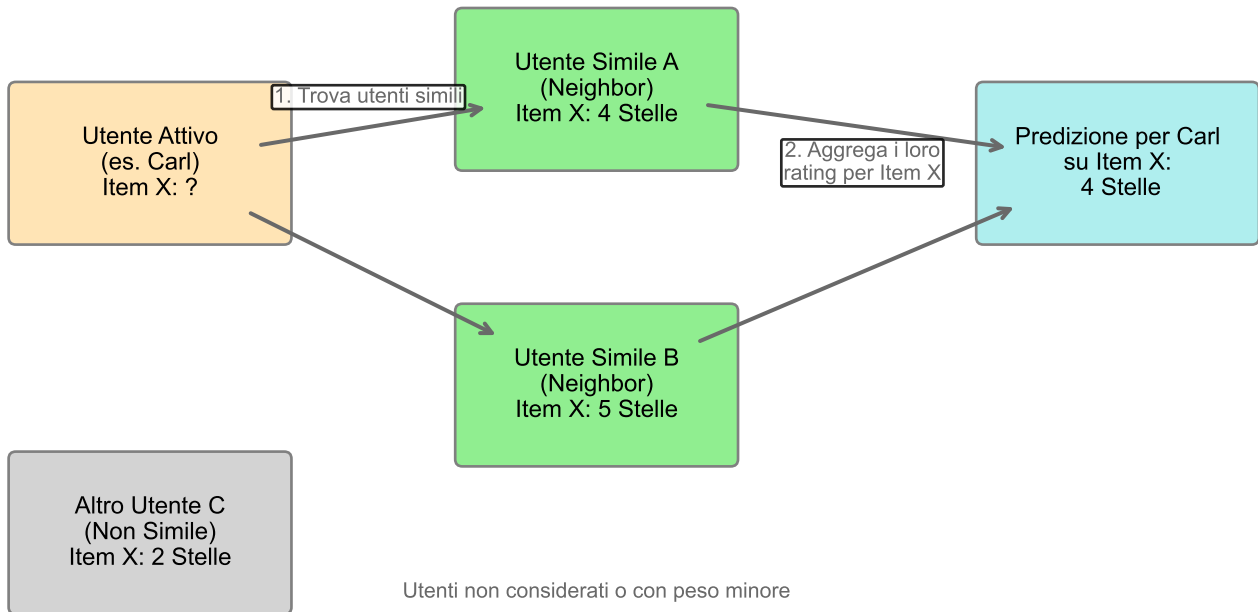 Utente Attivo
(es. Carl)
Item X: ?
1. Trova utenti simili
Utente Simile A
(Neighbor)
Item X: 4 Stelle
2. Aggrega i loro
rating per Item X
Predizione per Carl
su Item X:
4 Stelle
Utente Simile B
(Neighbor)
Item X: 5 Stelle
Altro Utente C
(Non Simile)
Item X: 2 Stelle
Utenti non considerati o con peso minore